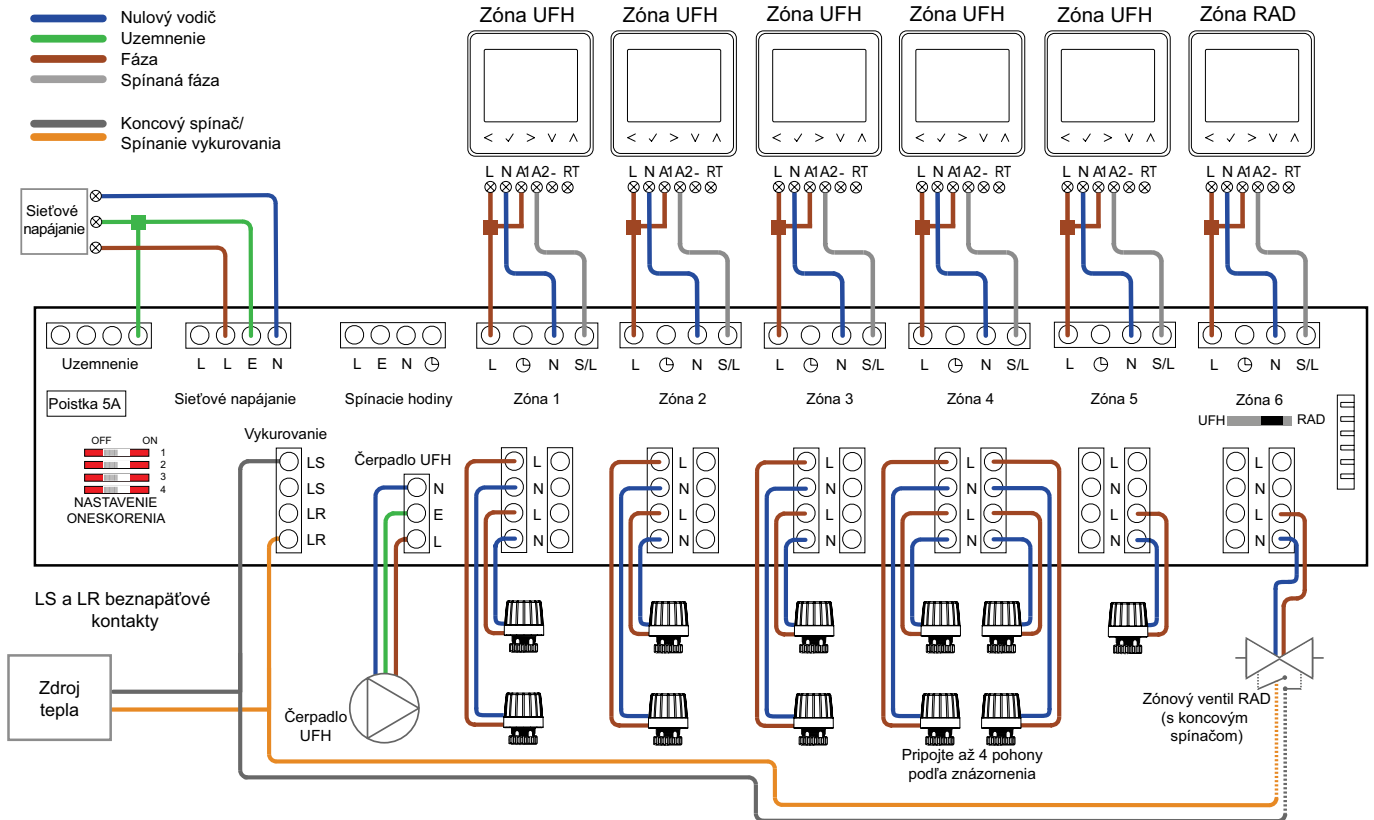 Nulový vodič
Uzemnenie
Fáza
Spínaná fáza
Koncový spínač/
Spínanie vykurovania
Zóna UFH
Zóna UFH
Zóna UFH
Zóna UFH
Zóna UFH
Zóna RAD
L N A1 A2 - RT
L N A1 A2 - RT
L N A1 A2 - RT
L N A1 A2 - RT
L N A1 A2 - RT
L N A1 A2 - RT
Sieťové
napájanie
Uzemnenie
L L E N
Sieťové napájanie
L E N
Spínacie hodiny
L N S/L
Zóna 1
L N S/L
Zóna 2
L N S/L
Zóna 3
L N S/L
Zóna 4
L N S/L
Zóna 5
L N S/L
Zóna 6
UFH RAD
Poistka 5A
OFF ON
1
2
3
4
NASTAVENIE
ONESKORENIA
Vykurovanie
LS
LS
LR
LR
Čerpadlo UFH
N
E
L
L
N
L
N
L
N
L
N
L
N
L
N
L
N
L
N
L
N
L
N
L
N
L
N
LS a LR beznapäťové
kontakty
Zdroj
tepla
Čerpadlo
UFH
Pripojte až 4 pohony
podľa znázornenia
Zónový ventil RAD
(s koncovým
spínačom)